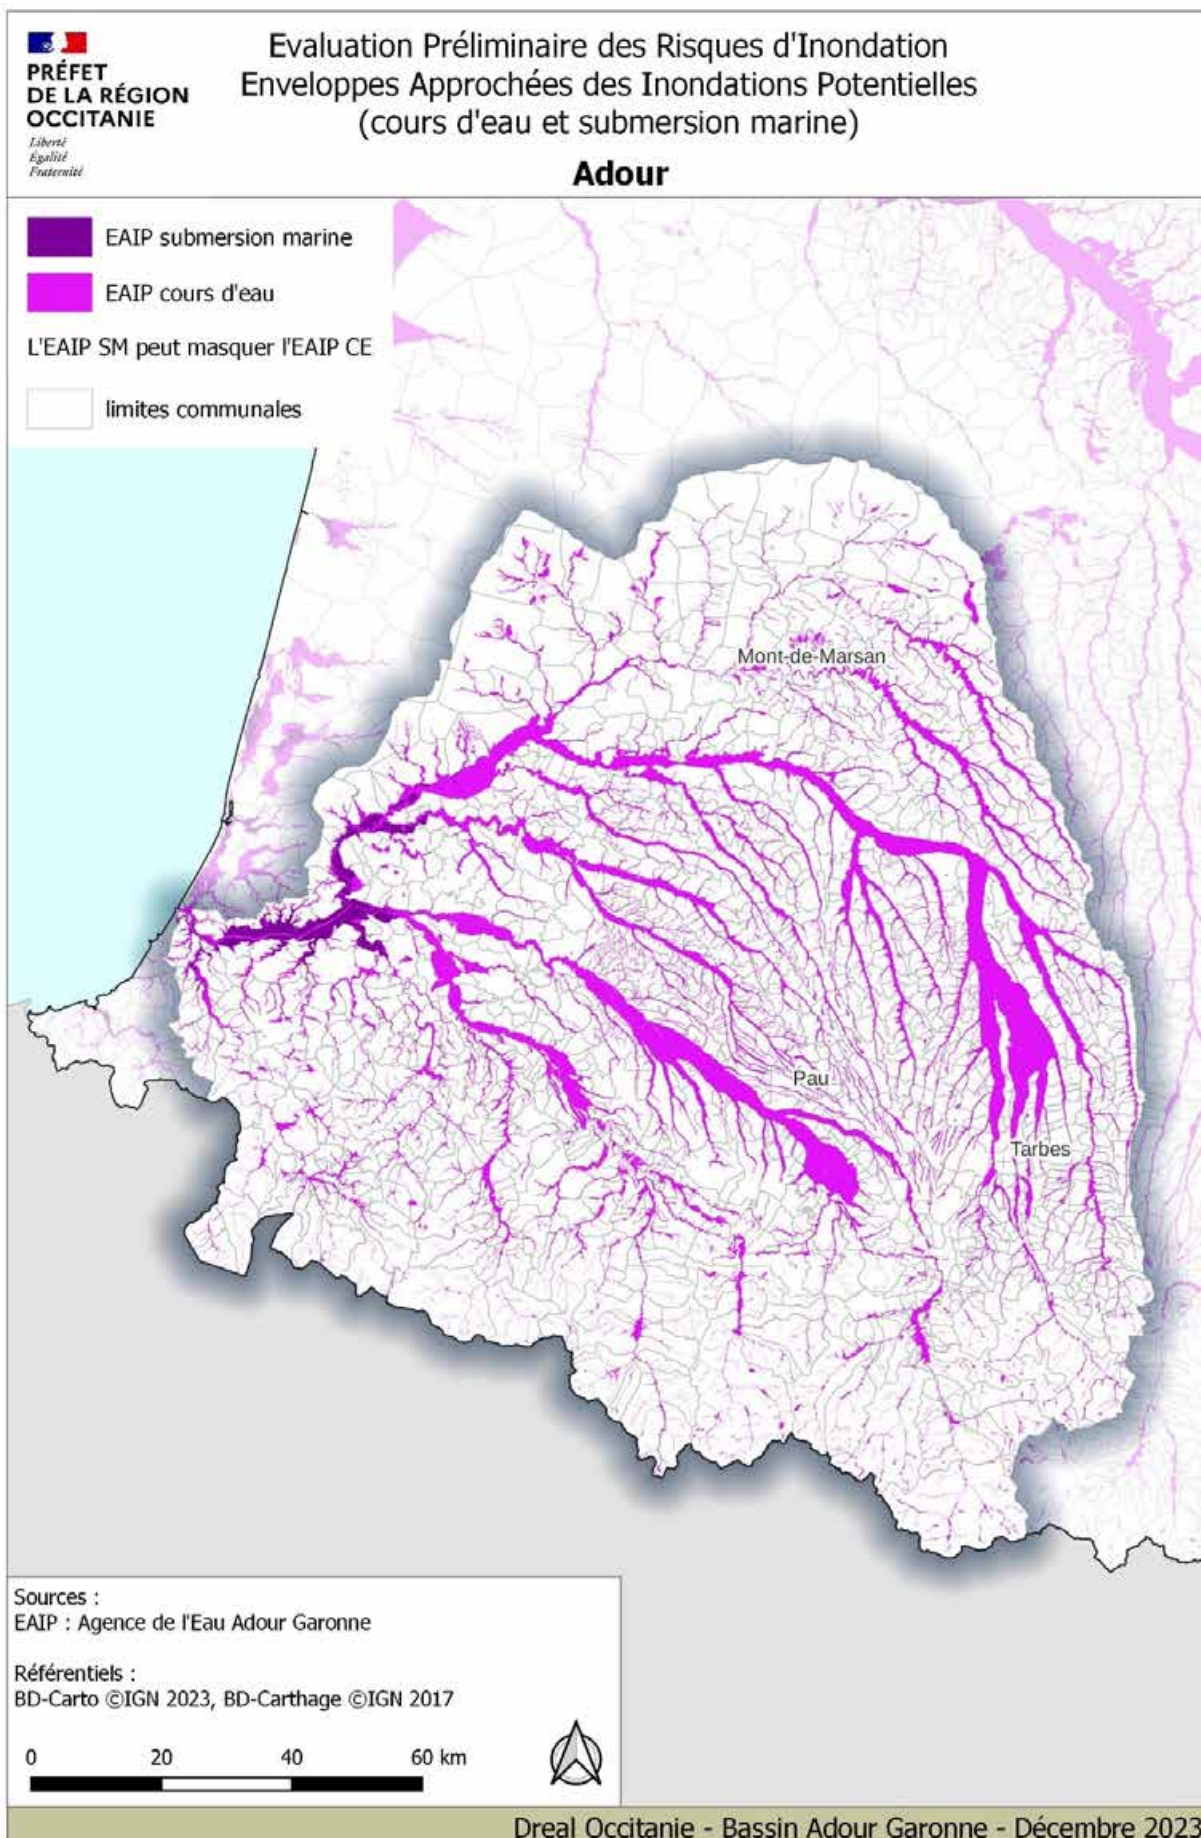 PRÉFET
DE LA RÉGION
OCCITANIE
Liberté
Égalité
Fraternité
Evaluation Préliminaire des Risques d'Inondation
Enveloppes Approchées des Inondations Potentielles
(cours d'eau et submersion marine)
Adour
EAIP submersion marine
EAIP cours d'eau
L'EAIP SM peut masquer l'EAIP CE
limites communales
Mont-de-Marsan
Pau
Tarbes
Sources :
EAIP : Agence de l'Eau Adour Garonne
Référentiels :
BD-Carto ©IGN 2023, BD-Carthage ©IGN 2017
0 20 40 60 km
Dreal Occitanie - Bassin Adour Garonne - Décembre 2023